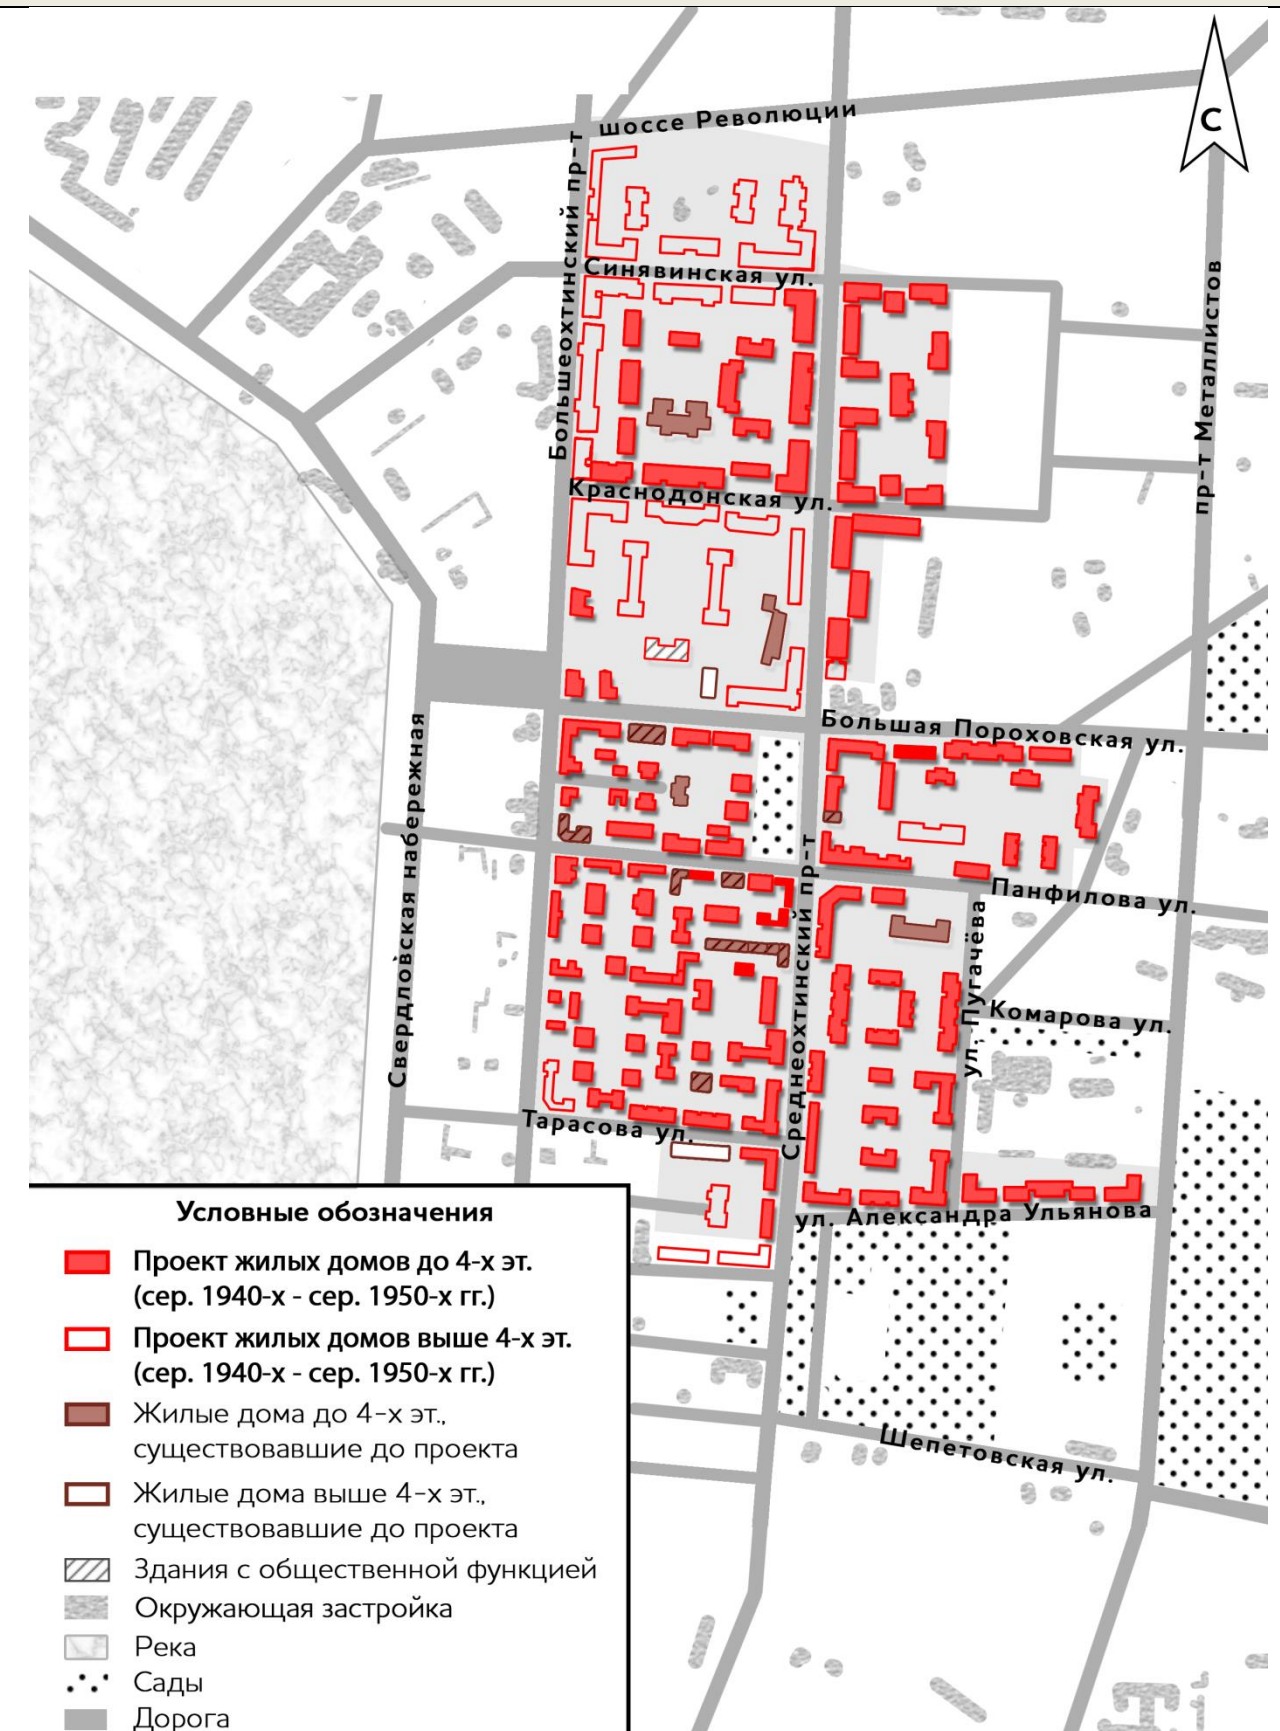 С
шоссе Революции
Большеохтинский пр-т
Синявинская ул.
пр-т Металлистов
Краснодонская ул.
Большая Пороховская ул.
Свердловская набережная
Среднеохтинский пр-т
Панфилова ул.
ул. Пугачёва
Комарова ул.
Тарасова ул.
ул. Александра Ульянова
Шепетовская ул.
Условные обозначения
Проект жилых домов до 4-х эт.
(сер. 1940-х - сер. 1950-х гг.)
Проект жилых домов выше 4-х эт.
(сер. 1940-х - сер. 1950-х гг.)
Жилые дома до 4-х эт.,
существовавшие до проекта
Жилые дома выше 4-х эт.,
существовавшие до проекта
Здания с общественной функцией
Окружающая застройка
Река
Сады
Дорога